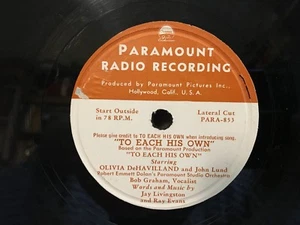 PARAMOUNT
RADIO RECORDING
Produced by Paramount Pictures Inc.,
Hollywood, Calif., U. S. A.
Start Outside
in 78 RPM.
Lateral Cut
PARA-853
Please give credit to TO EACH HIS OWN when introducing song.
"TO EACH HIS OWN"
Based on the Paramount Production
"TO EACH HIS OWN"
Starring
OLIVIA DeHAVILLAND and John Lund
Robert Emmett Dolan's Paramount Studio Orchestra
Bob Graham, Vocalist
Words and Music by
Jay Livingston
and Ray Evans